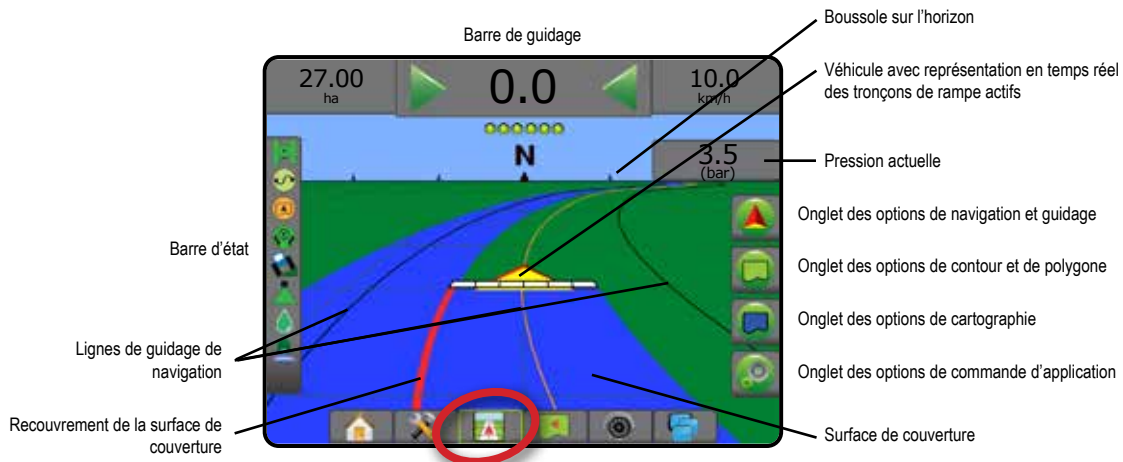 Boussole sur l'horizon
Barre de guidage
27.00
ha
0.0
10.0
km/h
Véhicule avec représentation en temps réel
des tronçons de rampe actifs
N
3.5
(bar)
Pression actuelle
Onglet des options de navigation et guidage
Barre d'état
Onglet des options de contour et de polygone
Onglet des options de cartographie
Lignes de guidage de
navigation
Onglet des options de commande d'application
Recouvrement de la surface de
couverture
Surface de couverture